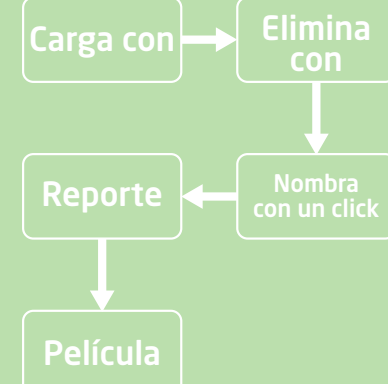 Carga con
Elimina
con
Nombra
con un click
Reporte
Película